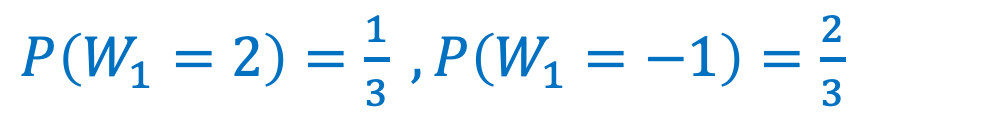 P(W₁ = 2) = 1/3 , P(W₁ = −1) = 2/3